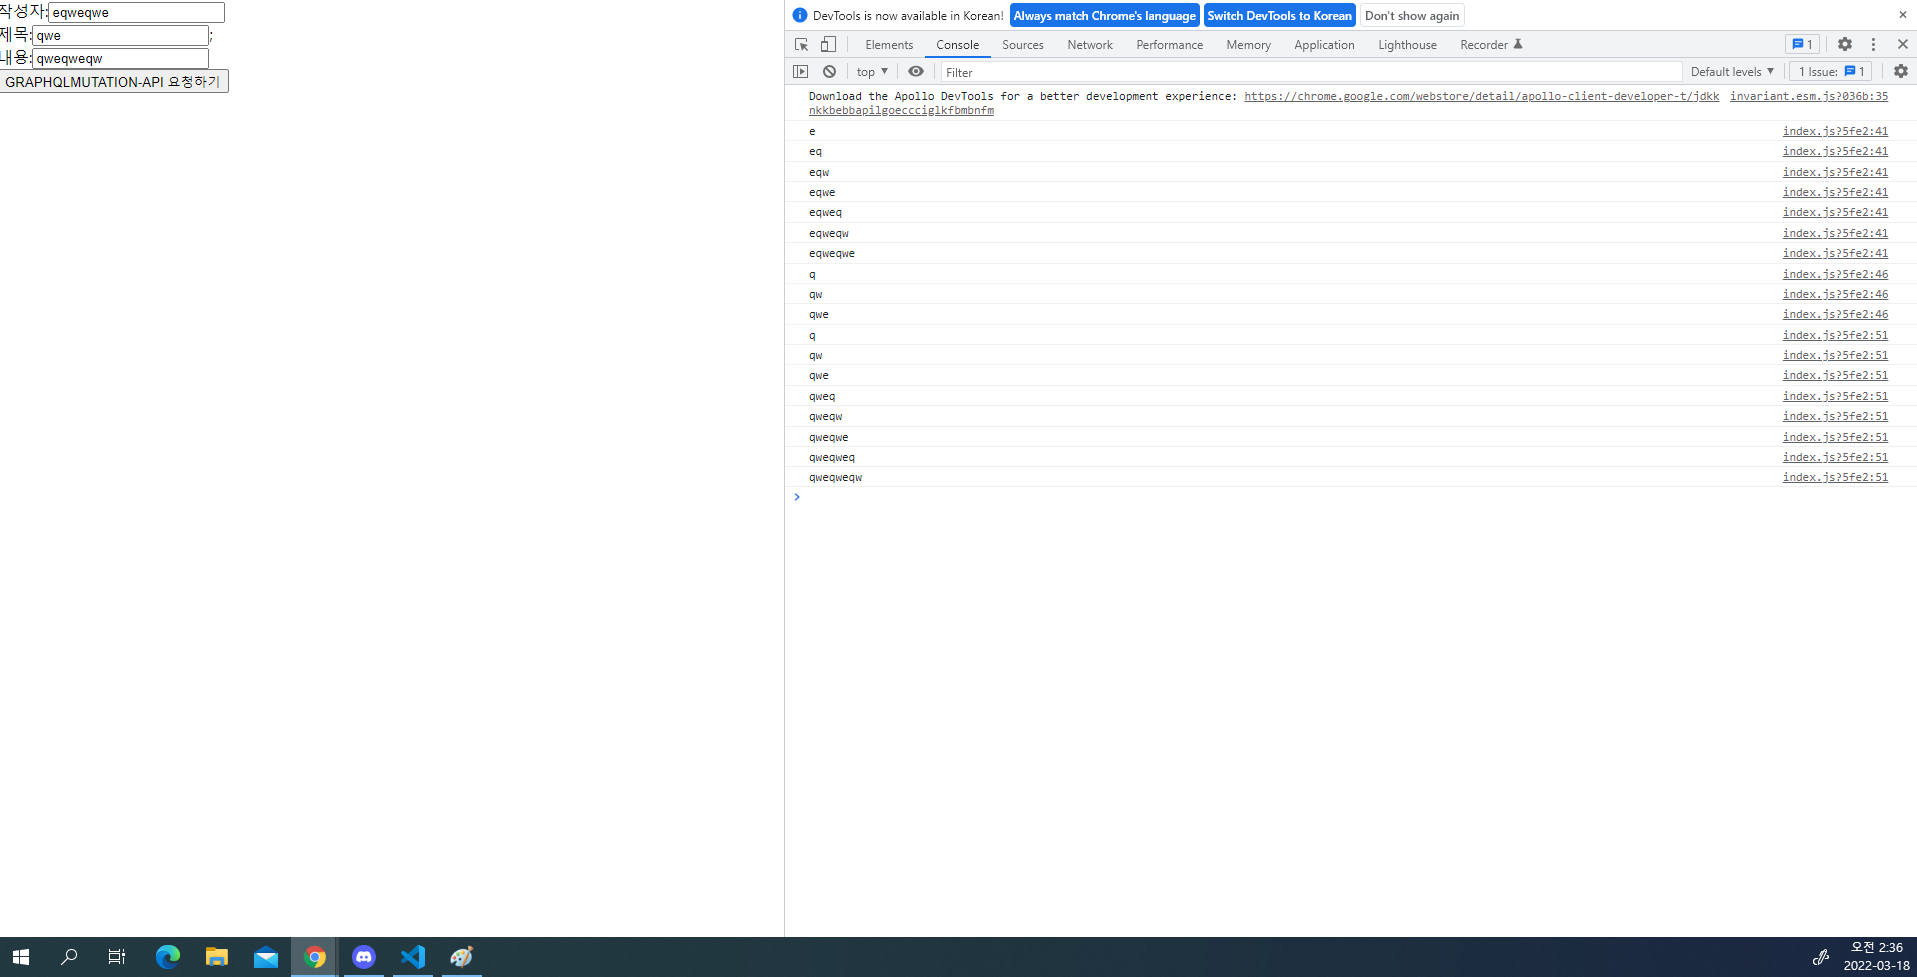 작성자: eqweqwe
제목: qwe ;
내용: qweqweqw
GRAPHQLMUTATION-API 요청하기
DevTools is now available in Korean! Always match Chrome's language Switch DevTools to Korean Don't show again
Elements Console Sources Network Performance Memory Application Lighthouse Recorder 1
top Filter Default levels 1 Issue: 1
Download the Apollo DevTools for a better development experience: https://chrome.google.com/webstore/detail/apollo-client-developer-t/jdkk invariant.esm.js?036b:35
nkkbebbapilgoeccciglkfbmbnfm
e index.js?5fe2:41
eq index.js?5fe2:41
eqw index.js?5fe2:41
eqwe index.js?5fe2:41
eqweq index.js?5fe2:41
eqweqw index.js?5fe2:41
eqweqwe index.js?5fe2:41
q index.js?5fe2:46
qw index.js?5fe2:46
qwe index.js?5fe2:46
q index.js?5fe2:51
qw index.js?5fe2:51
qwe index.js?5fe2:51
qweq index.js?5fe2:51
qweqw index.js?5fe2:51
qweqwe index.js?5fe2:51
qweqweq index.js?5fe2:51
qweqweqw index.js?5fe2:51
오전 2:36
2022-03-18